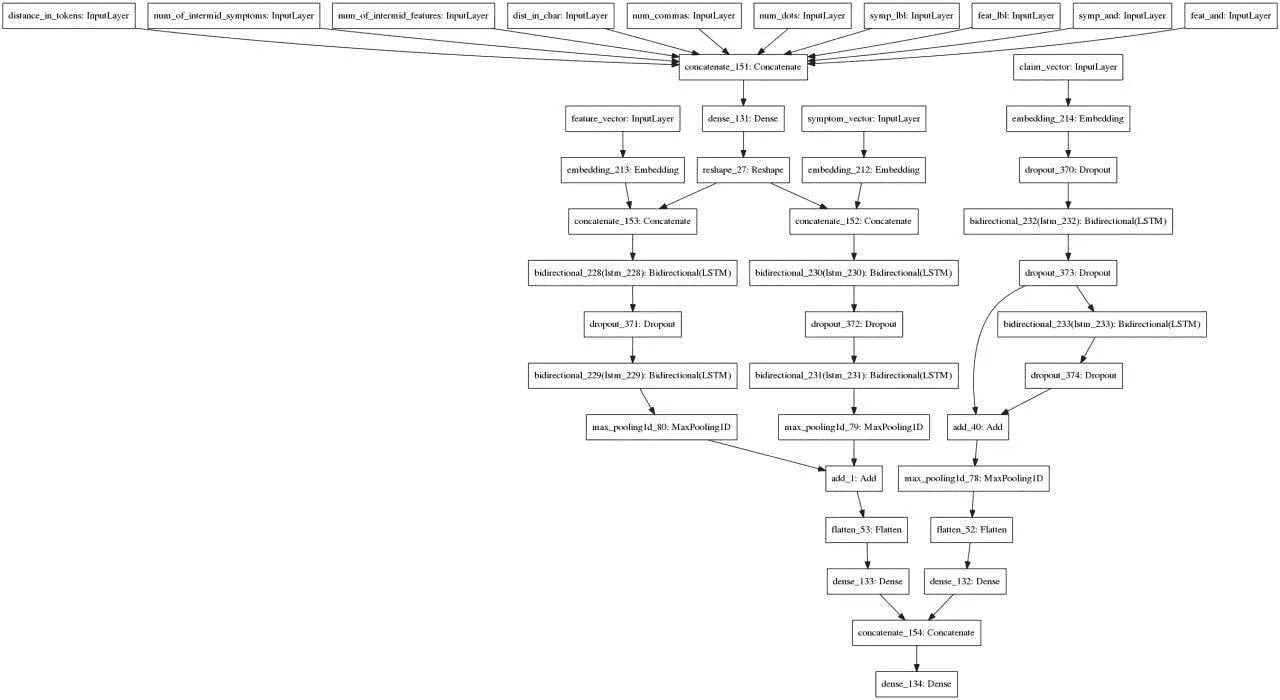 distance_in_tokens: InputLayer
num_of_intermid_symptoms: InputLayer
num_of_intermid_features: InputLayer
dist_in_char: InputLayer
num_commas: InputLayer
num_dots: InputLayer
symp_lbl: InputLayer
feat_lbl: InputLayer
symp_and: InputLayer
feat_and: InputLayer
concatenate_151: Concatenate
claim_vector: InputLayer
feature_vector: InputLayer
dense_131: Dense
symptom_vector: InputLayer
embedding_214: Embedding
embedding_213: Embedding
reshape_27: Reshape
embedding_212: Embedding
dropout_370: Dropout
concatenate_153: Concatenate
concatenate_152: Concatenate
bidirectional_232(lstm_232): Bidirectional(LSTM)
bidirectional_228(lstm_228): Bidirectional(LSTM)
bidirectional_230(lstm_230): Bidirectional(LSTM)
dropout_373: Dropout
dropout_371: Dropout
dropout_372: Dropout
bidirectional_233(lstm_233): Bidirectional(LSTM)
bidirectional_229(lstm_229): Bidirectional(LSTM)
bidirectional_231(lstm_231): Bidirectional(LSTM)
dropout_374: Dropout
max_pooling1d_80: MaxPooling1D
max_pooling1d_79: MaxPooling1D
add_40: Add
add_1: Add
max_pooling1d_78: MaxPooling1D
flatten_53: Flatten
flatten_52: Flatten
dense_133: Dense
dense_132: Dense
concatenate_154: Concatenate
dense_134: Dense